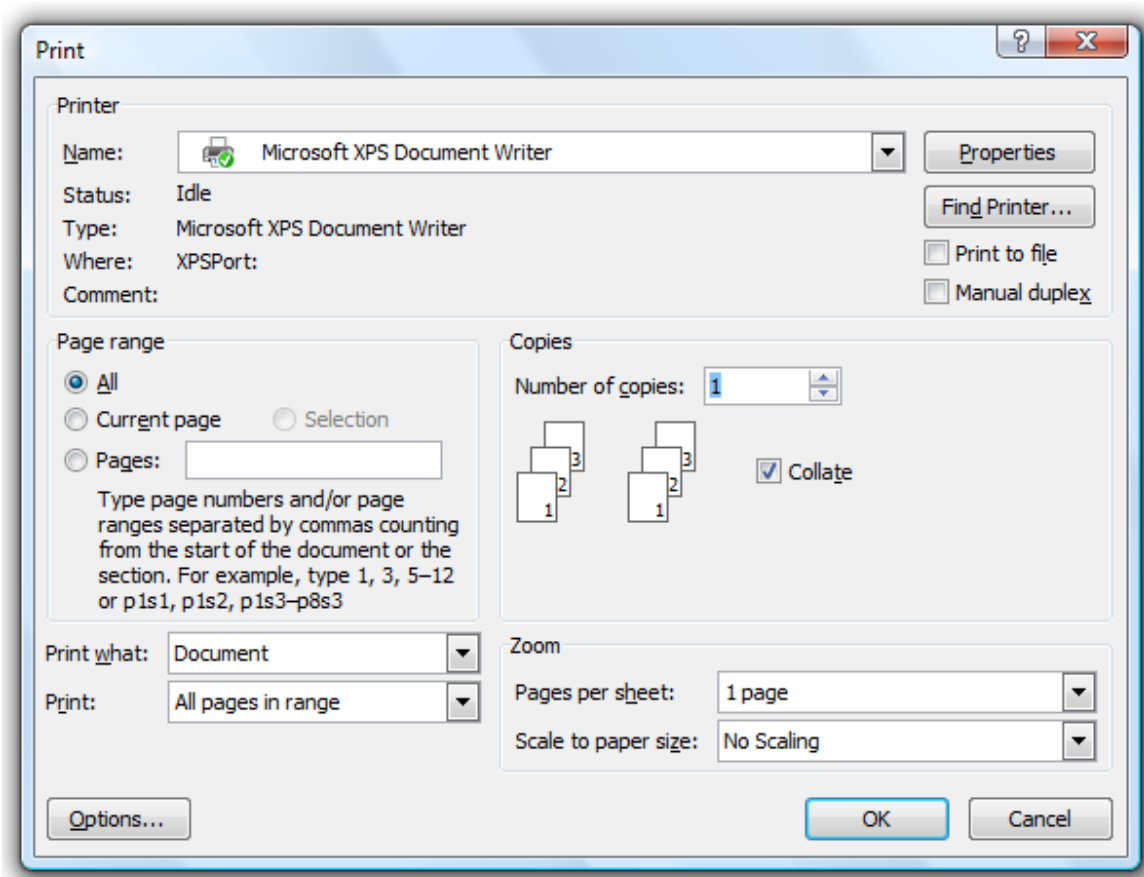 Print
Printer
Name: Microsoft XPS Document Writer Properties
Status: Idle Find Printer...
Type: Microsoft XPS Document Writer
Where: XPSPort: Print to file
Comment: Manual duplex
Page range
All
Current page Selection
Pages:
Type page numbers and/or page
ranges separated by commas counting
from the start of the document or the
section. For example, type 1, 3, 5–12
or p1s1, p1s2, p1s3–p8s3
Copies
Number of copies: 1
3 3
2 2
1 1
Collate
Print what: Document
Print: All pages in range
Zoom
Pages per sheet: 1 page
Scale to paper size: No Scaling
Options... OK Cancel